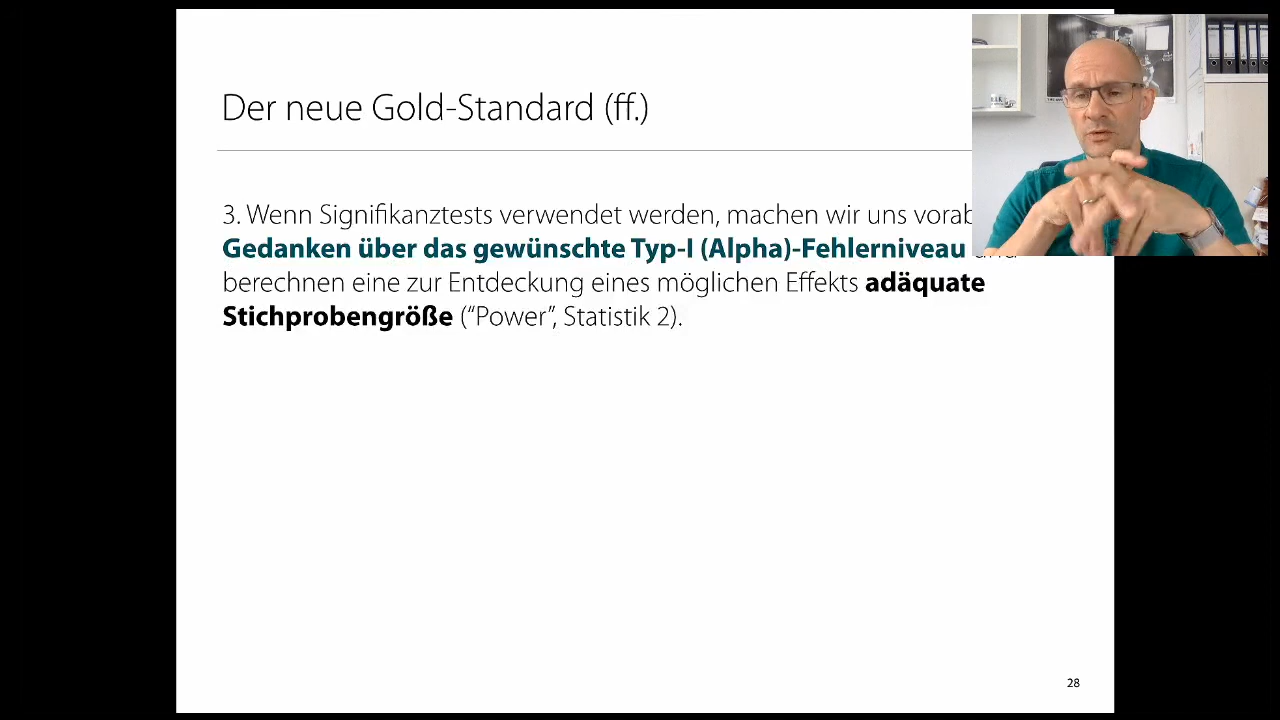 Der neue Gold-Standard (ff.)
3. Wenn Signifikanztests verwendet werden, machen wir uns vorab
Gedanken über das gewünschte Typ-I (Alpha)-Fehlerniveau und
berechnen eine zur Entdeckung eines möglichen Effekts adäquate
Stichprobengröße (“Power”, Statistik 2).
28